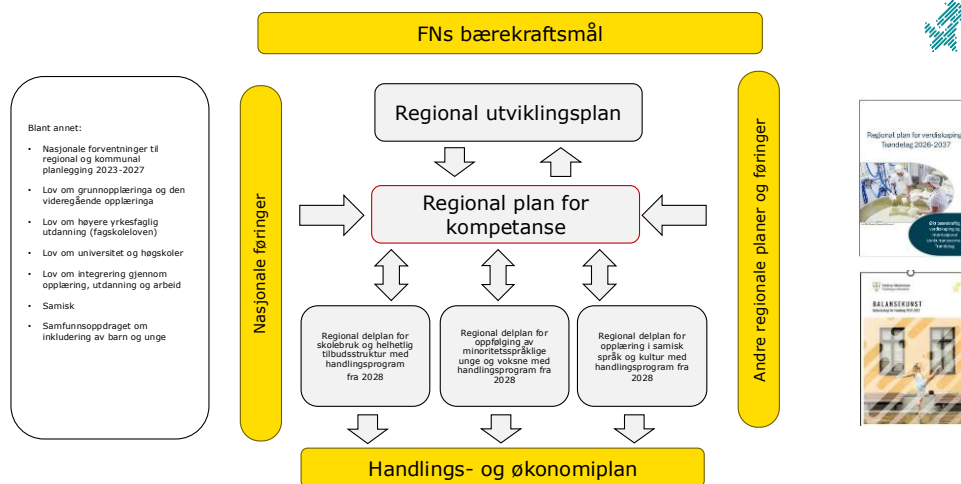 FNs bærekraftsmål
Blant annet:
• Nasjonale forventninger til
regional og kommunal
planlegging 2023-2027
• Lov om grunnopplæringa og den
videregående opplæringa
• Lov om høyere yrkesfaglig
utdanning (fagskoleloven)
• Lov om universitet og høgskoler
• Lov om integrering gjennom
opplæring, utdanning og arbeid
• Samisk
• Samfunnsoppdraget om
inkludering av barn og unge
Nasjonale føringer
Regional utviklingsplan
Regional plan for
kompetanse
Regional delplan for
skolebruk og helhetlig
tilbudsstruktur med
handlingsprogram
fra 2028
Regional delplan for
oppfølging av
minoritetsspråklige
unge og voksne med
handlingsprogram fra
2028
Regional delplan for
opplæring i samisk
språk og kultur med
handlingsprogram fra
2028
Handlings- og økonomiplan
Andre regionale planer og føringer
Regional plan for verdiskaping
Trøndelag 2026-2037
BALANSEKUNST